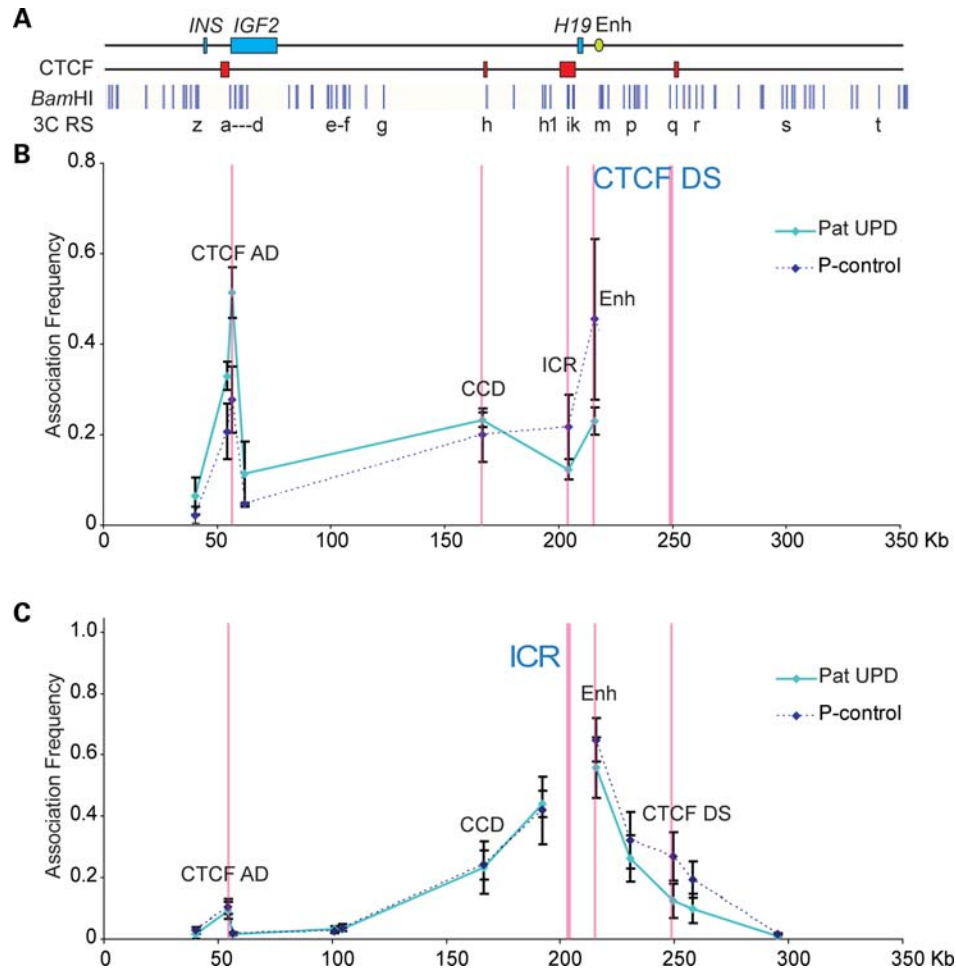 A
INS IGF2 H19 Enh
CTCF
BamHI
3C RS z a---d e-f g h h1 ik m p q r s t
B
0.8
CTCF DS
Pat UPD
P-control
CTCF AD
0.6
Enh
0.4
ICR
CCD
0.2
0
Association Frequency
0 50 100 150 200 250 300 350 Kb
C
1.0
ICR
Pat UPD
P-control
Enh
0.8
0.6
CTCF DS
0.4
CCD
CTCF AD
0.2
0
Association Frequency
0 50 100 150 200 250 300 350 Kb